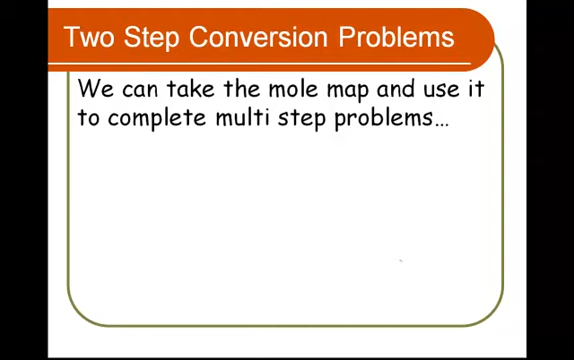 Two Step Conversion Problems
We can take the mole map and use it
to complete multi step problems…